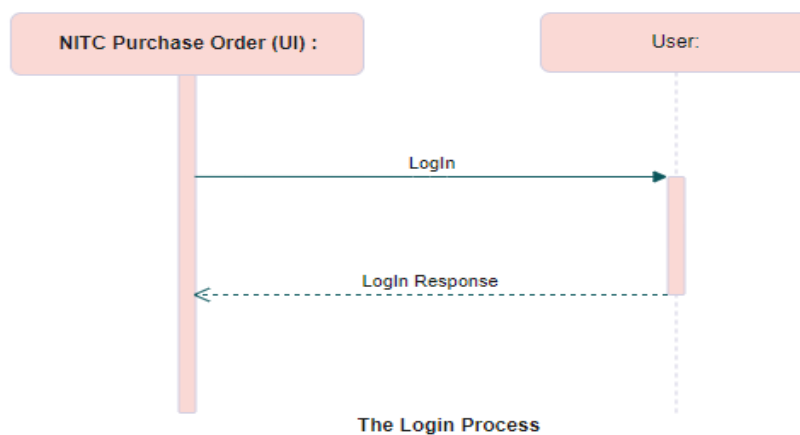 NITC Purchase Order (UI) :
User:
LogIn
LogIn Response
The Login Process